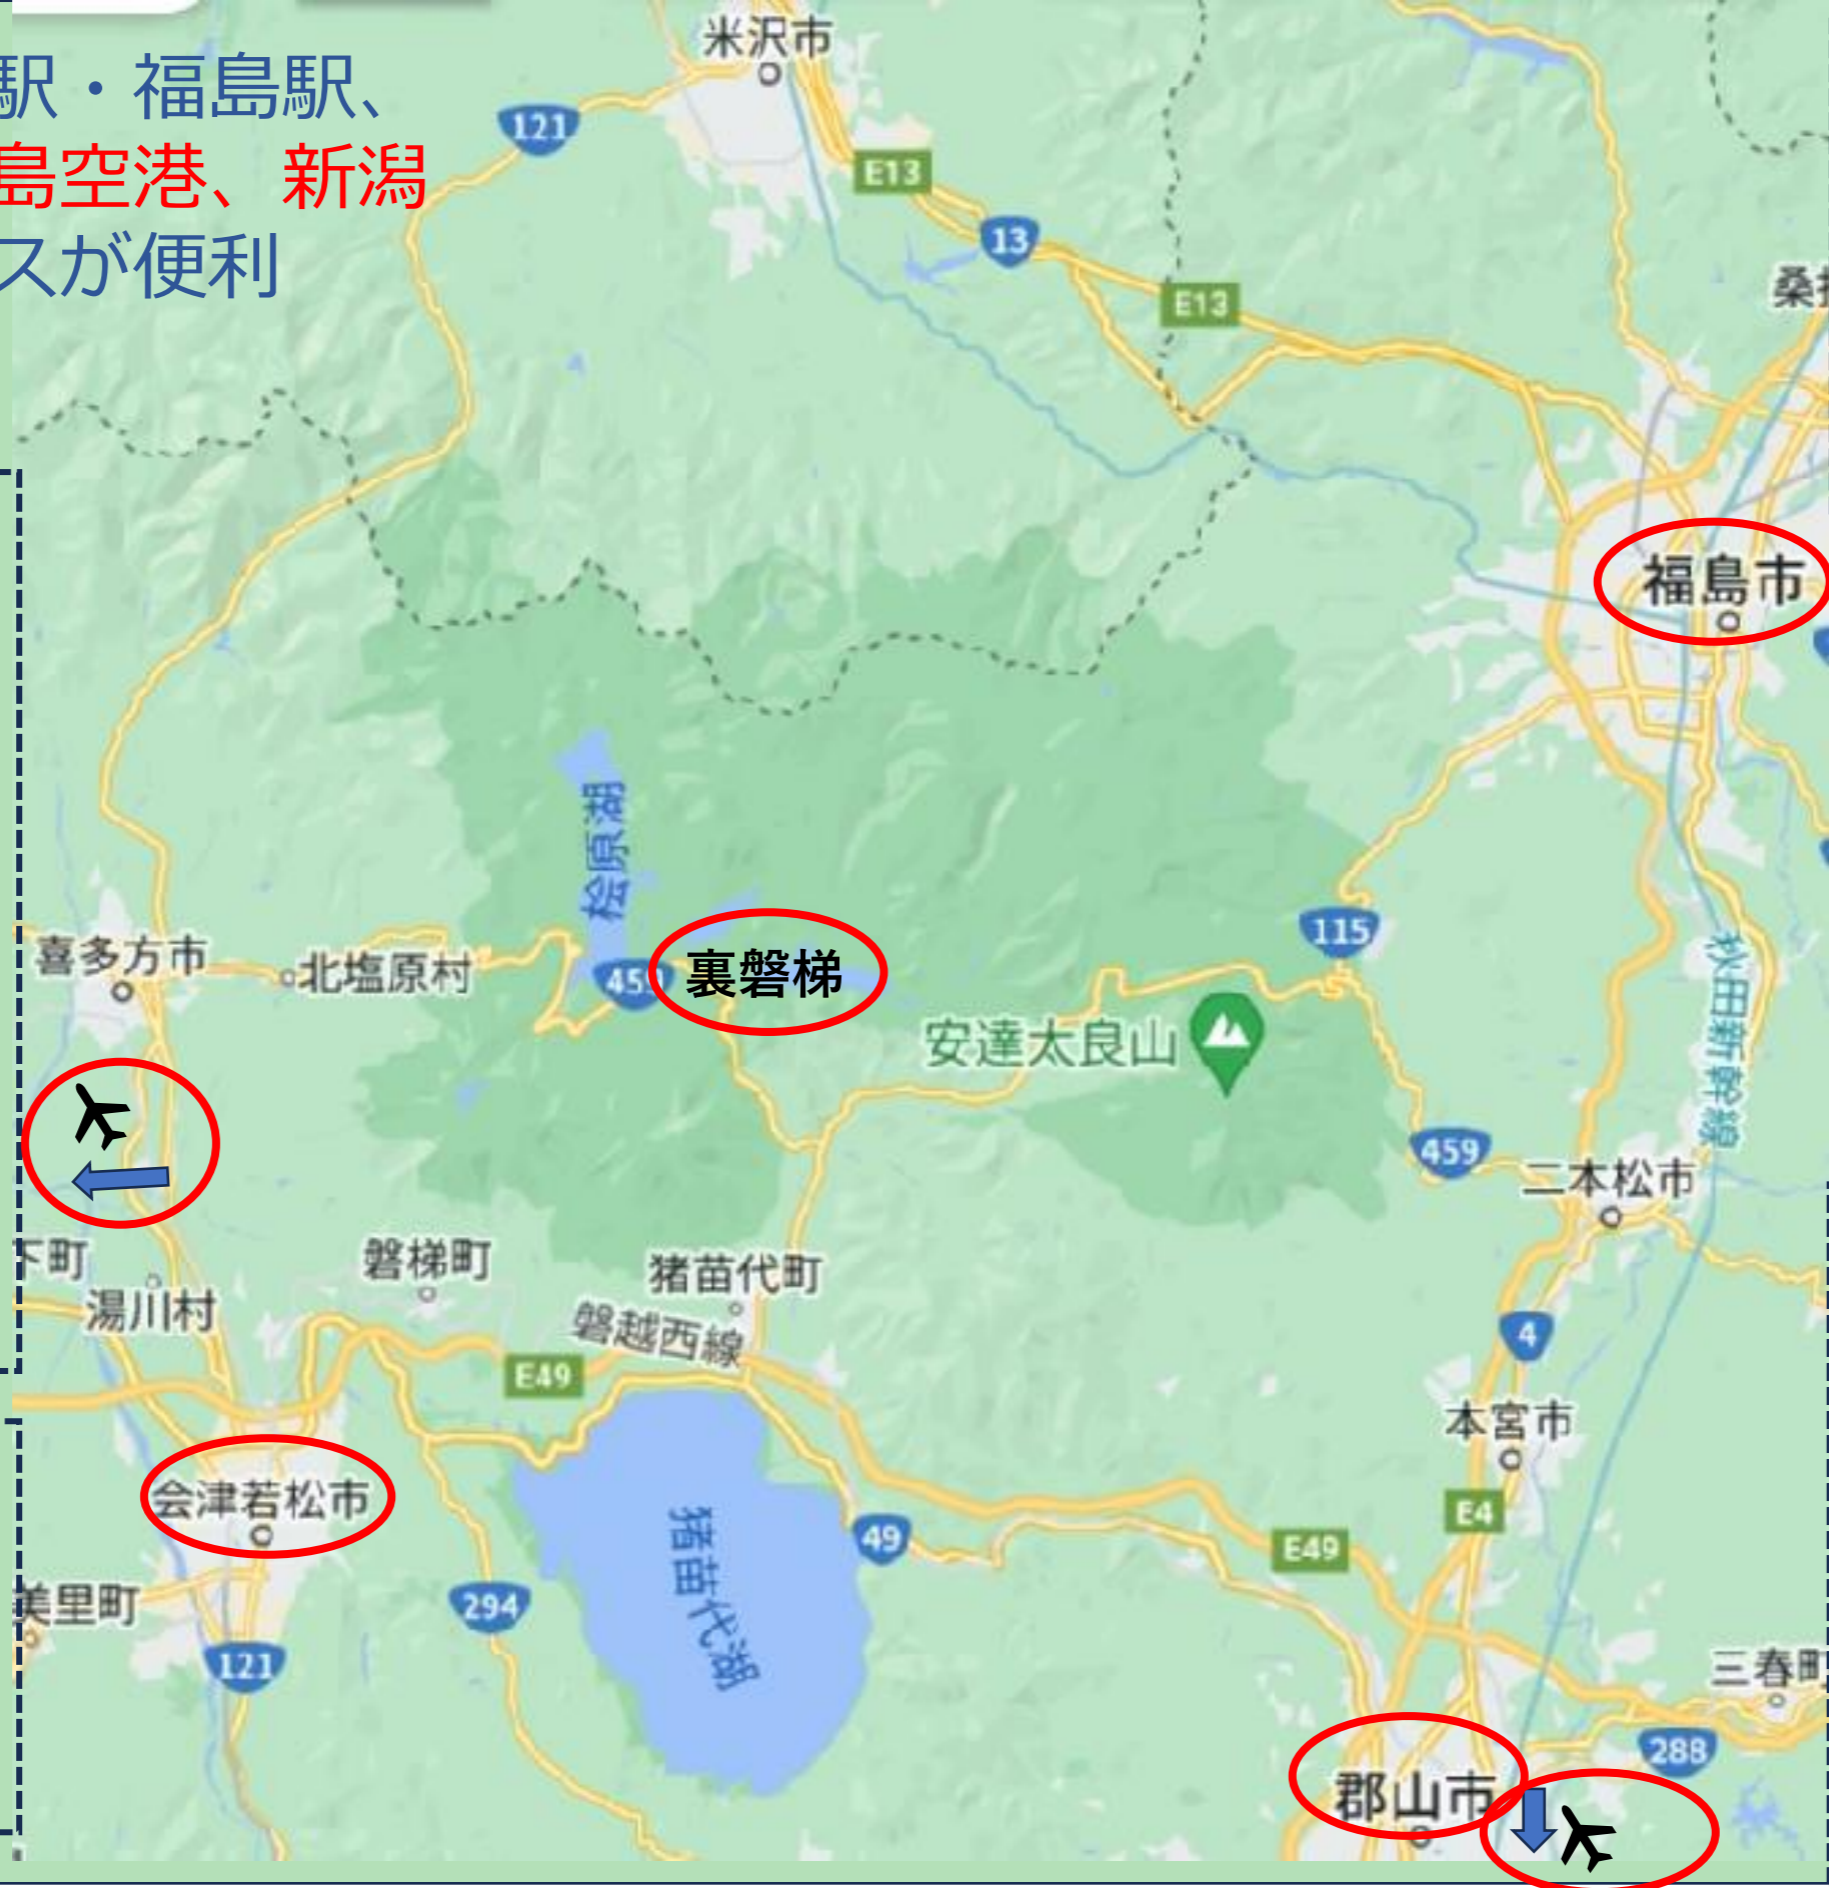 駅・福島駅、
島空港、新潟
スが便利
米沢市
121
E13
13
E13
福島市
桧原湖
115
喜多方市
北塩原村
459
裏磐梯
安達太良山
秋田新幹線
459
二本松市
下町
磐梯町
猪苗代町
湯川村
磐越西線
4
E49
本宮市
会津若松市
E4
49
E49
猪苗代湖
美里町
294
121
三春町
288
郡山市